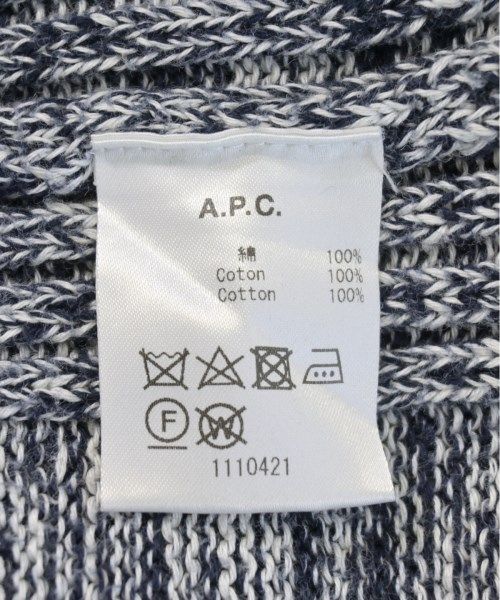 A.P.C.
綿 100%
Coton 100%
Cotton 100%
F W
1110421